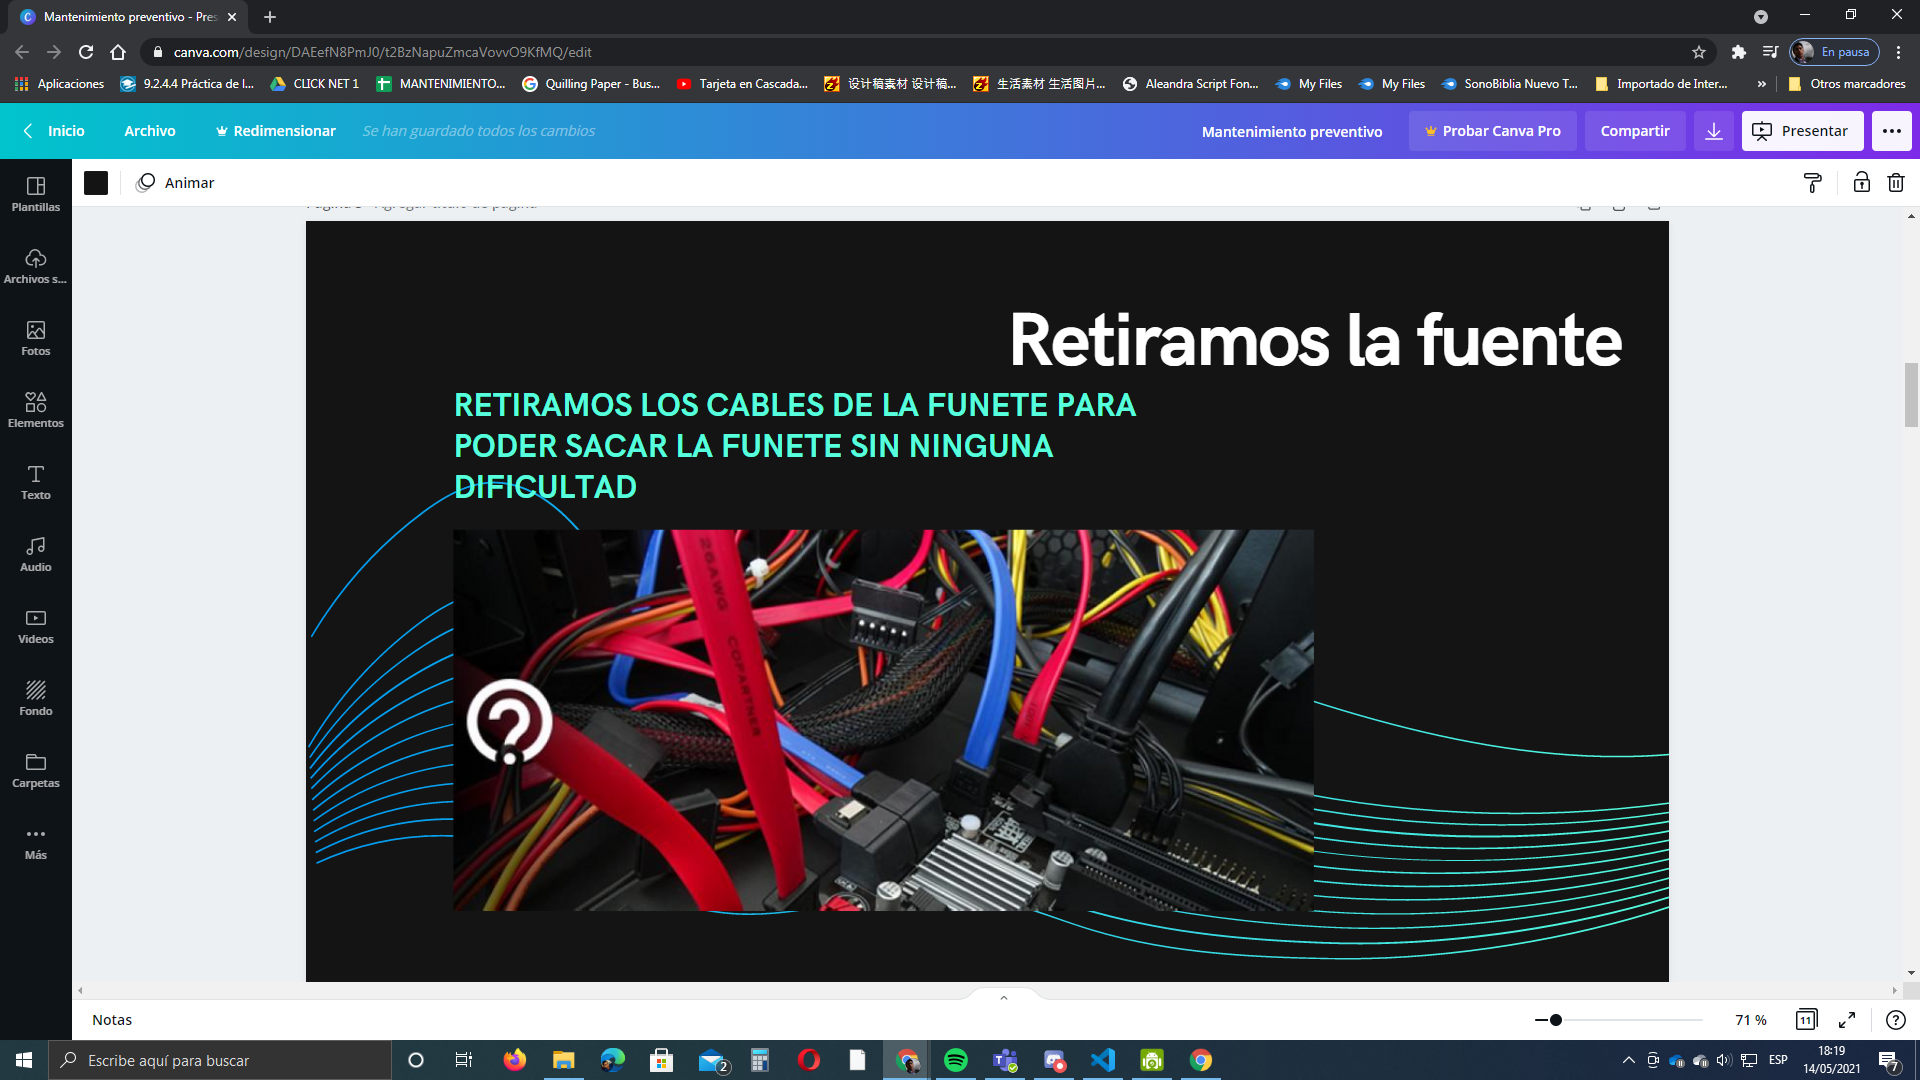 Mantenimiento preventivo - Pres
canva.com/design/DAEefN8PmJ0/t2BzNapuZmcaVovvO9KfMQ/edit
En pausa
Aplicaciones
9.2.4.4 Práctica de l...
CLICK NET 1
MANTENIMIENTO...
Quilling Paper - Bus...
Tarjeta en Cascada...
设计稿素材 设计稿...
生活素材 生活图片...
Aleandra Script Fon...
My Files
My Files
SonoBiblia Nuevo T...
Importado de Inter...
»
Otros marcadores
Inicio
Archivo
Redimensionar
Se han guardado todos los cambios
Mantenimiento preventivo
Probar Canva Pro
Compartir
Presentar
Animar
Plantillas
Archivos s...
Fotos
Elementos
Texto
Audio
Videos
Fondo
Carpetas
Más
Retiramos la fuente
RETIRAMOS LOS CABLES DE LA FUNETE PARA
PODER SACAR LA FUNETE SIN NINGUNA
DIFICULTAD
26AWG
COPARTNER
Notas
71 %
11
Escribe aquí para buscar
2
ESP
18:19
14/05/2021
7